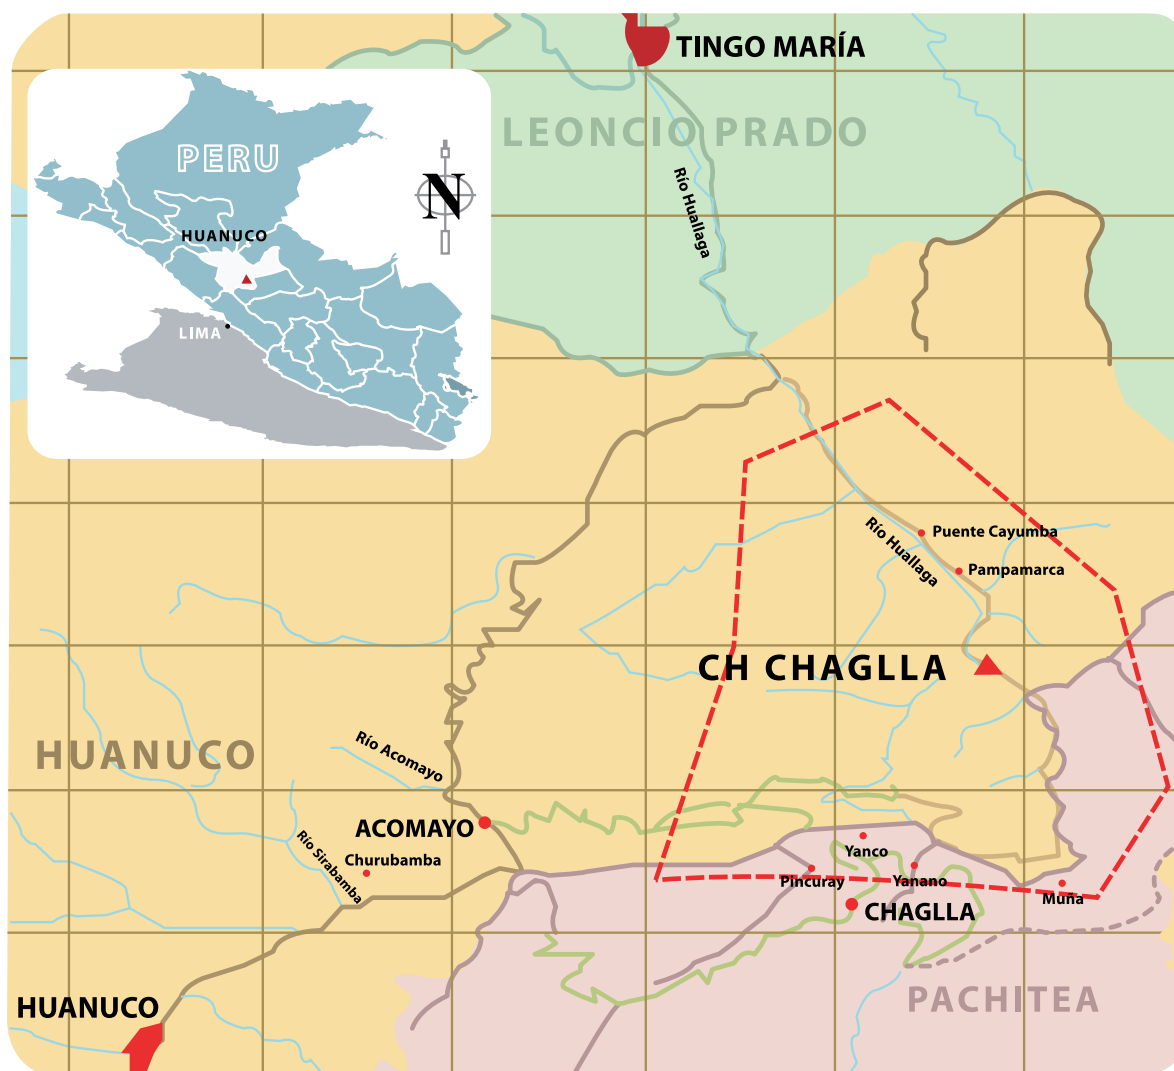 TINGO MARÍA
LEONCIO PRADO
PERU
N
Río Huallaga
HUANUCO
LIMA
Puente Cayumba
Río Huallaga
Pampamarca
CH CHAGLLA
HUANUCO
Río Acomayo
ACOMAYO
Río Sirabamba
Churubamba
Yanco
Pincuray
Yanano
Muña
CHAGLLA
PACHITEA
HUANUCO